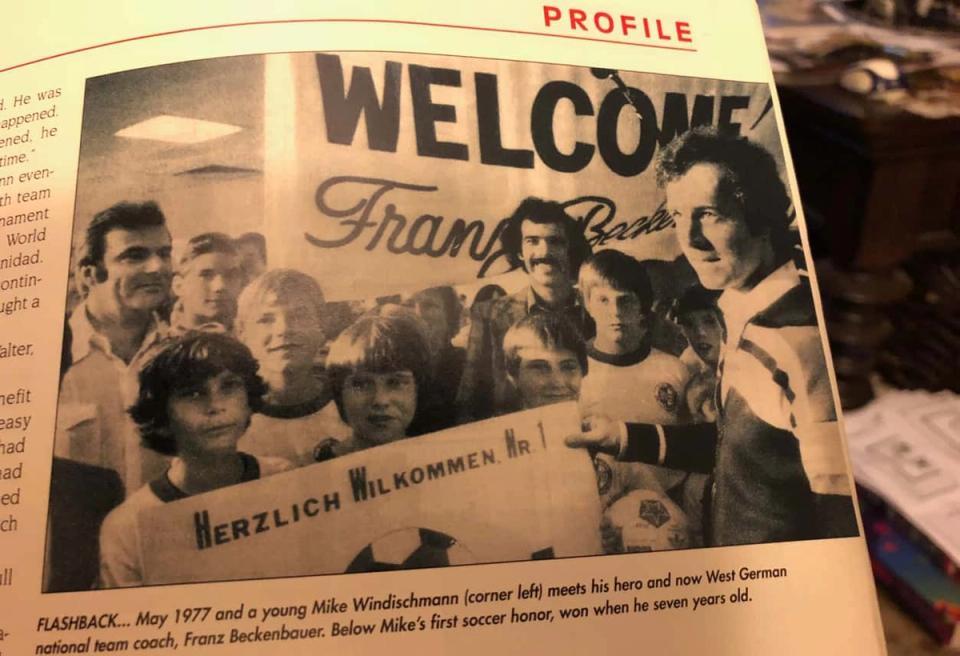 PROFILE
d. He was
appened.
ened, he
time."
nn even-
th team
nament
World
nidad.
ontin-
ught a
alter,
nefit
easy
had
ad
ed
ch
ull
a-
WELCOME!
Franz Becke
HERZLICH WILKOMMEN. NR. 1
FLASHBACK... May 1977 and a young Mike Windischmann (corner left) meets his hero and now West German
national team coach, Franz Beckenbauer. Below Mike's first soccer honor, won when he seven years old.